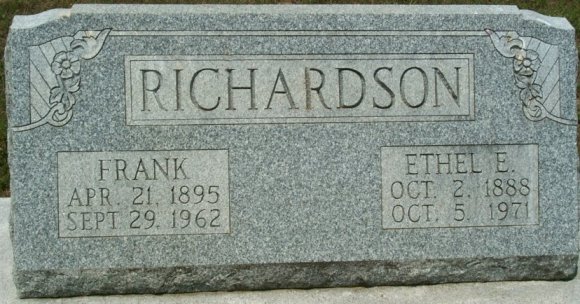 RICHARDSON
FRANK
APR. 21, 1895
SEPT 29, 1962
ETHEL E.
OCT. 2, 1888
OCT. 5, 1971